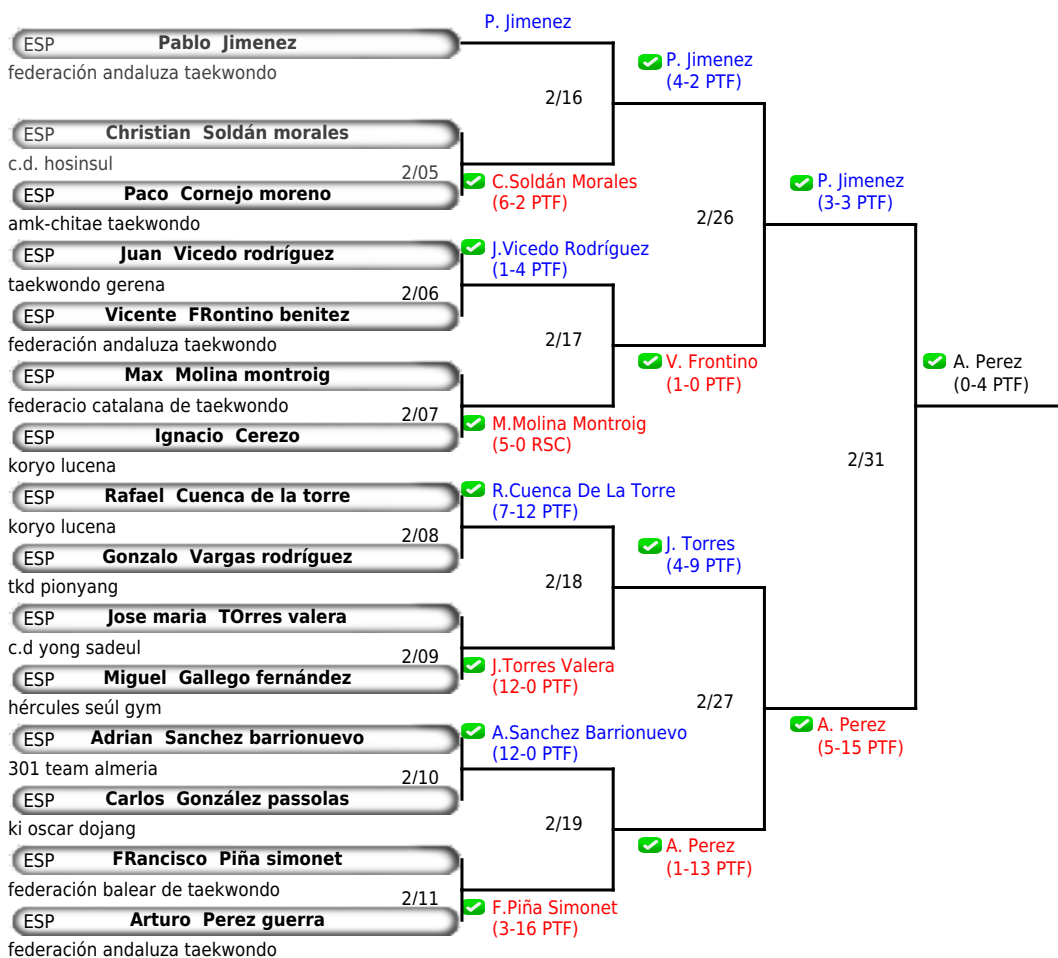 P. Jimenez
ESP Pablo Jimenez
federación andaluza taekwondo
P. Jimenez
(4-2 PTF)
2/16
ESP Christian Soldán morales
c.d. hosinsul
2/05
ESP Paco Cornejo moreno
amk-chitae taekwondo
C.Soldán Morales
(6-2 PTF)
P. Jimenez
(3-3 PTF)
2/26
ESP Juan Vicedo rodríguez
taekwondo gerena
J.Vicedo Rodríguez
(1-4 PTF)
2/06
ESP Vicente FRontino benitez
federación andaluza taekwondo
2/17
V. Frontino
(1-0 PTF)
ESP Max Molina montroig
federacio catalana de taekwondo
2/07
ESP Ignacio Cerezo
koryo lucena
M.Molina Montroig
(5-0 RSC)
A. Perez
(0-4 PTF)
2/31
ESP Rafael Cuenca de la torre
koryo lucena
R.Cuenca De La Torre
(7-12 PTF)
2/08
ESP Gonzalo Vargas rodríguez
tkd pionyang
J. Torres
(4-9 PTF)
2/18
ESP Jose maria TOrres valera
c.d yong sadeul
2/09
ESP Miguel Gallego fernández
hércules seúl gym
J.Torres Valera
(12-0 PTF)
2/27
ESP Adrian Sanchez barrionuevo
301 team almeria
A.Sanchez Barrionuevo
(12-0 PTF)
A. Perez
(5-15 PTF)
2/10
ESP Carlos González passolas
ki oscar dojang
2/19
A. Perez
(1-13 PTF)
ESP FRancisco Piña simonet
federación balear de taekwondo
2/11
ESP Arturo Perez guerra
federación andaluza taekwondo
F.Piña Simonet
(3-16 PTF)